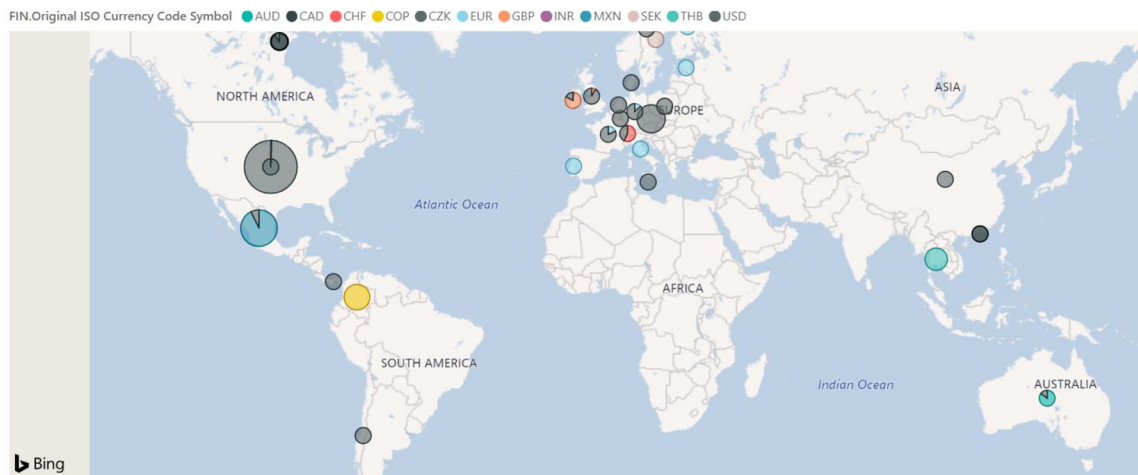 FIN.Original ISO Currency Code Symbol AUD CAD CHF COP CZK EUR GBP INR MXN SEK THB USD
NORTH AMERICA
ASIA
EUROPE
Atlantic Ocean
AFRICA
SOUTH AMERICA
Indian Ocean
AUSTRALIA
Bing